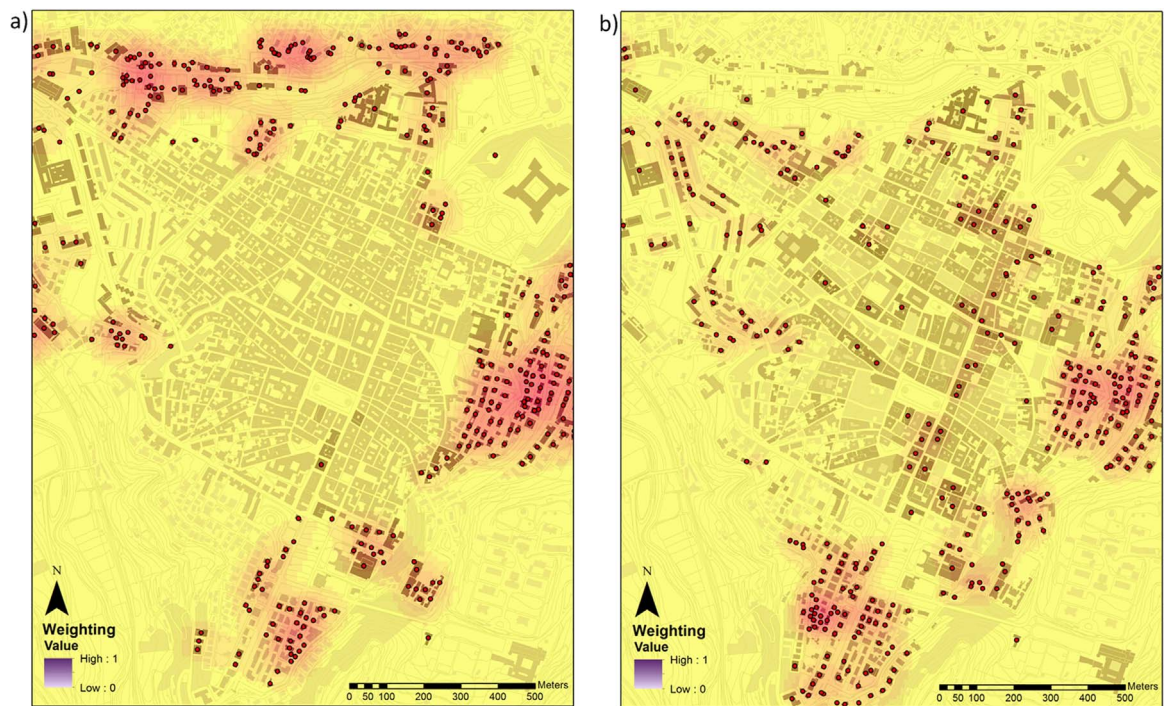 a)
b)
N
Weighting
Value
High : 1
Low : 0
Meters
0 50 100 200 300 400 500
N
Weighting
Value
High : 1
Low : 0
Meters
0 50 100 200 300 400 500